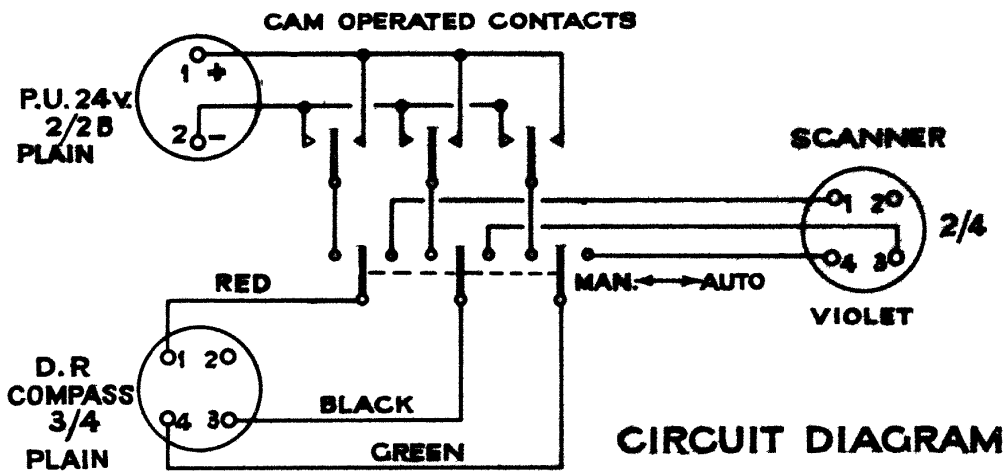 CAM OPERATED CONTACTS
1 +
P.U. 24v.
2/2B
PLAIN
2 -
SCANNER
1 2
2/4
4 3
MAN. AUTO
VIOLET
RED
1 2
D.R
COMPASS
3/4
PLAIN
4 3
BLACK
GREEN
CIRCUIT DIAGRAM